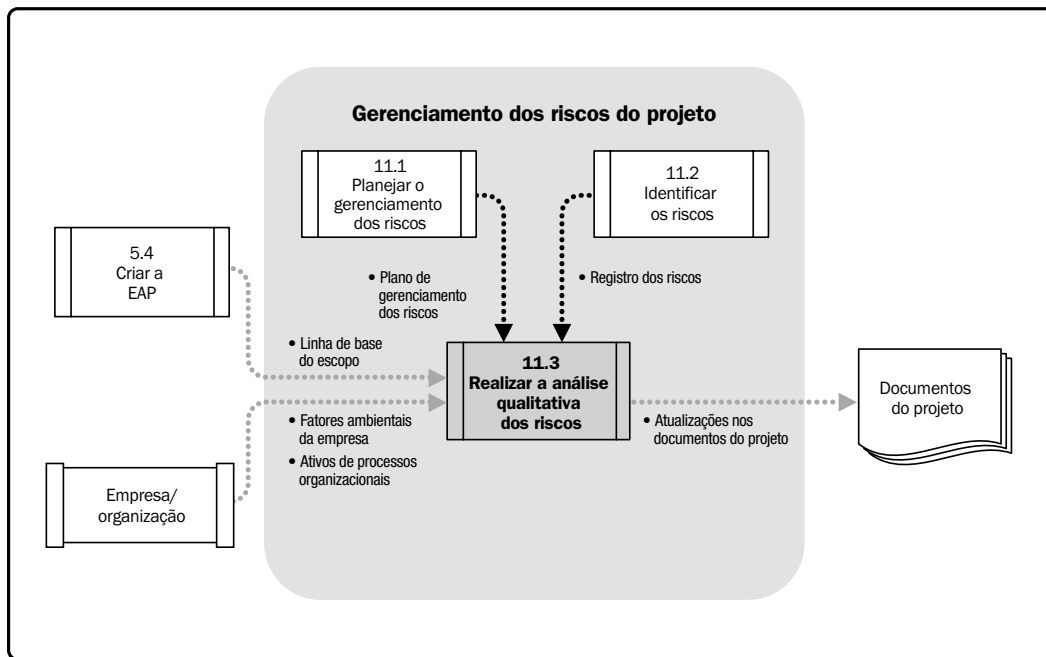 Gerenciamento dos riscos do projeto
11.1
Planejar o
gerenciamento
dos riscos
11.2
Identificar
os riscos
5.4
Criar a
EAP
• Plano de
gerenciamento
dos riscos
• Registro dos riscos
• Linha de base
do escopo
11.3
Realizar a análise
qualitativa
dos riscos
Documentos
do projeto
• Fatores ambientais
da empresa
• Ativos de processos
organizacionais
• Atualizações nos
documentos do projeto
Empresa/
organização